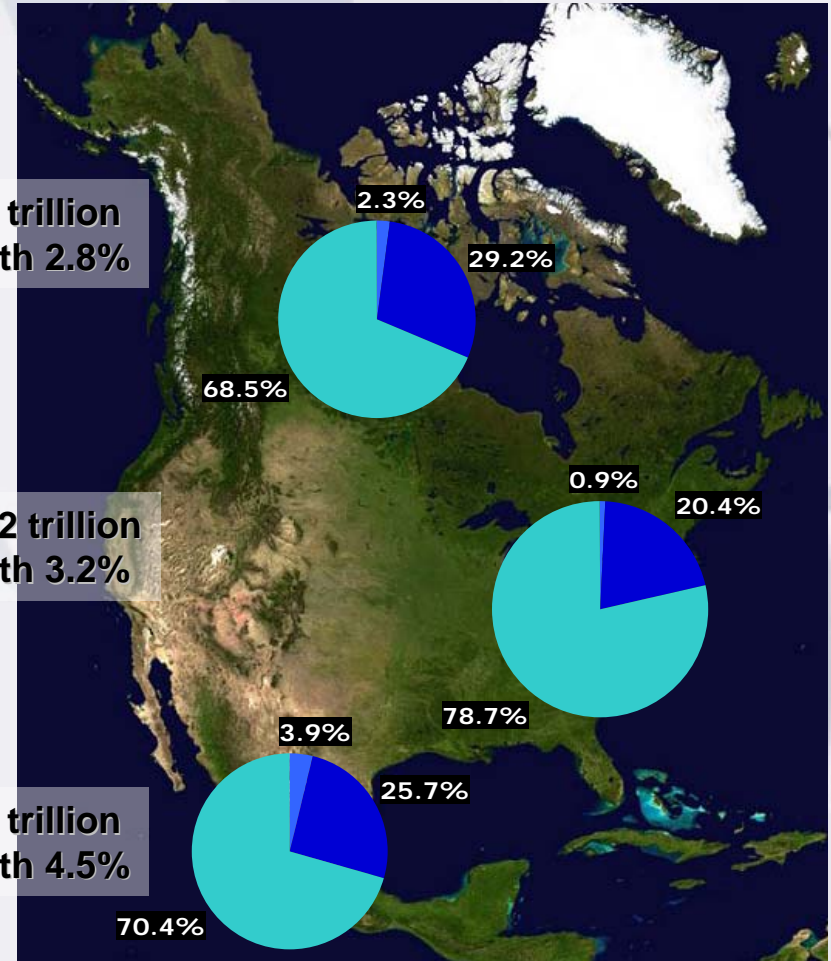 2.3%
trillion
th 2.8%
29.2%
68.5%
0.9%
20.4%
2 trillion
th 3.2%
78.7%
3.9%
25.7%
trillion
th 4.5%
70.4%